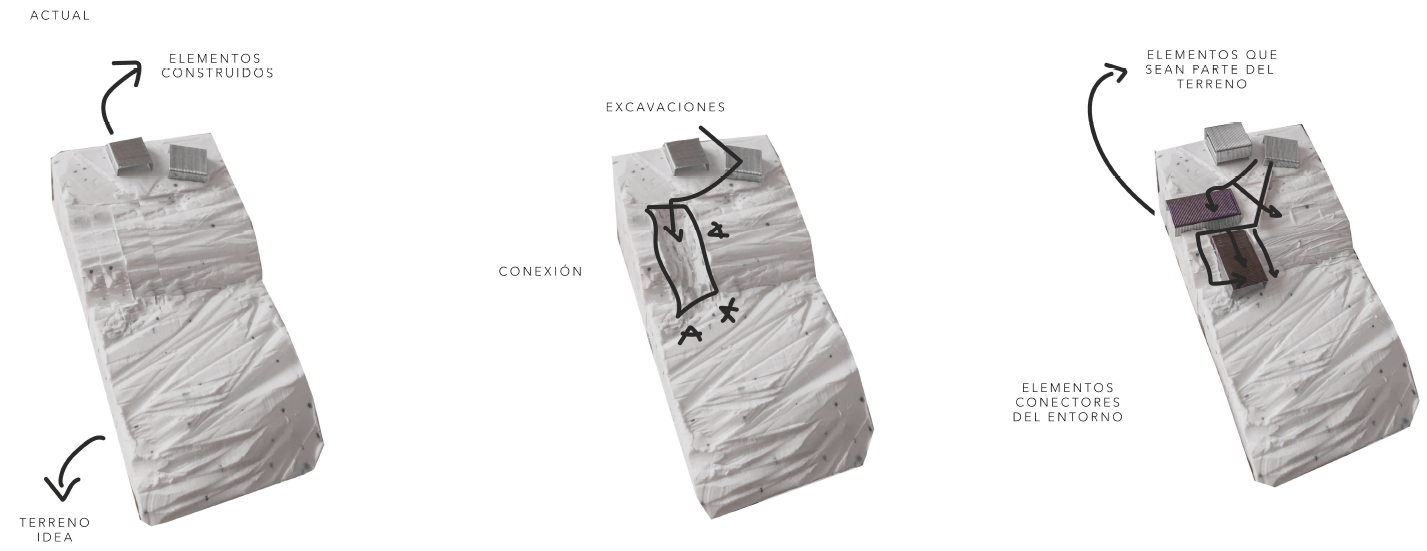 ACTUAL
ELEMENTOS
CONSTRUIDOS
TERRENO
IDEA
EXCAVACIONES
CONEXIÓN
ELEMENTOS QUE
SEAN PARTE DEL
TERRENO
ELEMENTOS
CONECTORES
DEL ENTORNO